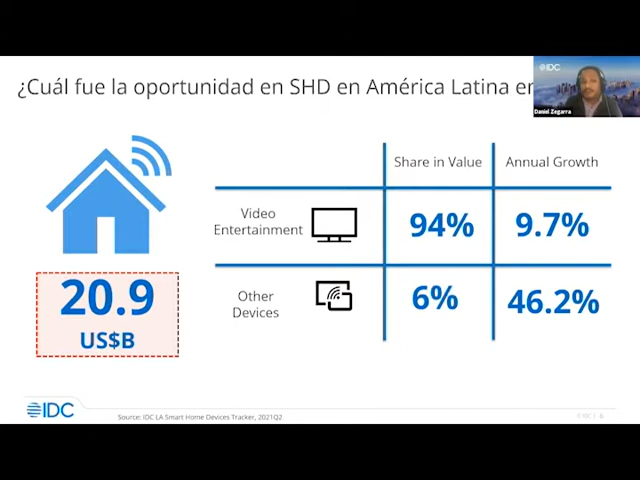 ¿Cuál fue la oportunidad en SHD en América Latina en
IDC
Daniel Zegarra
Share in Value
Annual Growth
Video
Entertainment
94%
9.7%
Other
Devices
6%
46.2%
20.9
US$B
IDC
Source: IDC LA Smart Home Devices Tracker, 2021Q2
© IDC | 6